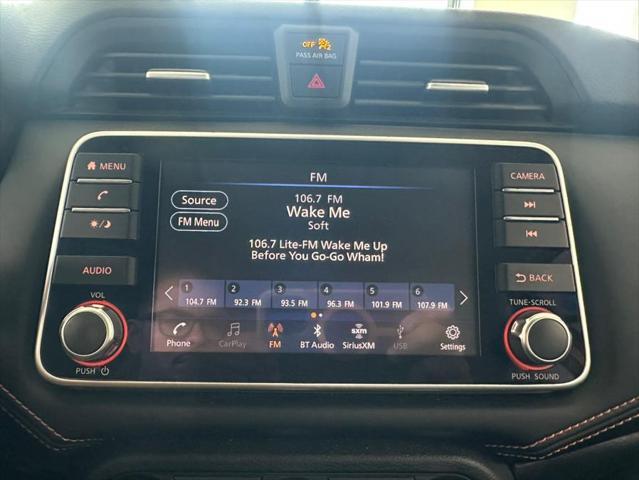 OFF
PASS AIR BAG
MENU
AUDIO
VOL
PUSH
FM
Source
FM Menu
106.7 FM
Wake Me
Soft
106.7 Lite-FM Wake Me Up
Before You Go-Go Wham!
1 2 3 4 5 6
104.7 FM 92.3 FM 93.5 FM 96.3 FM 101.9 FM 107.9 FM
sxm
Phone CarPlay FM BT Audio SiriusXM USB Settings
CAMERA
BACK
TUNE-SCROLL
PUSH SOUND